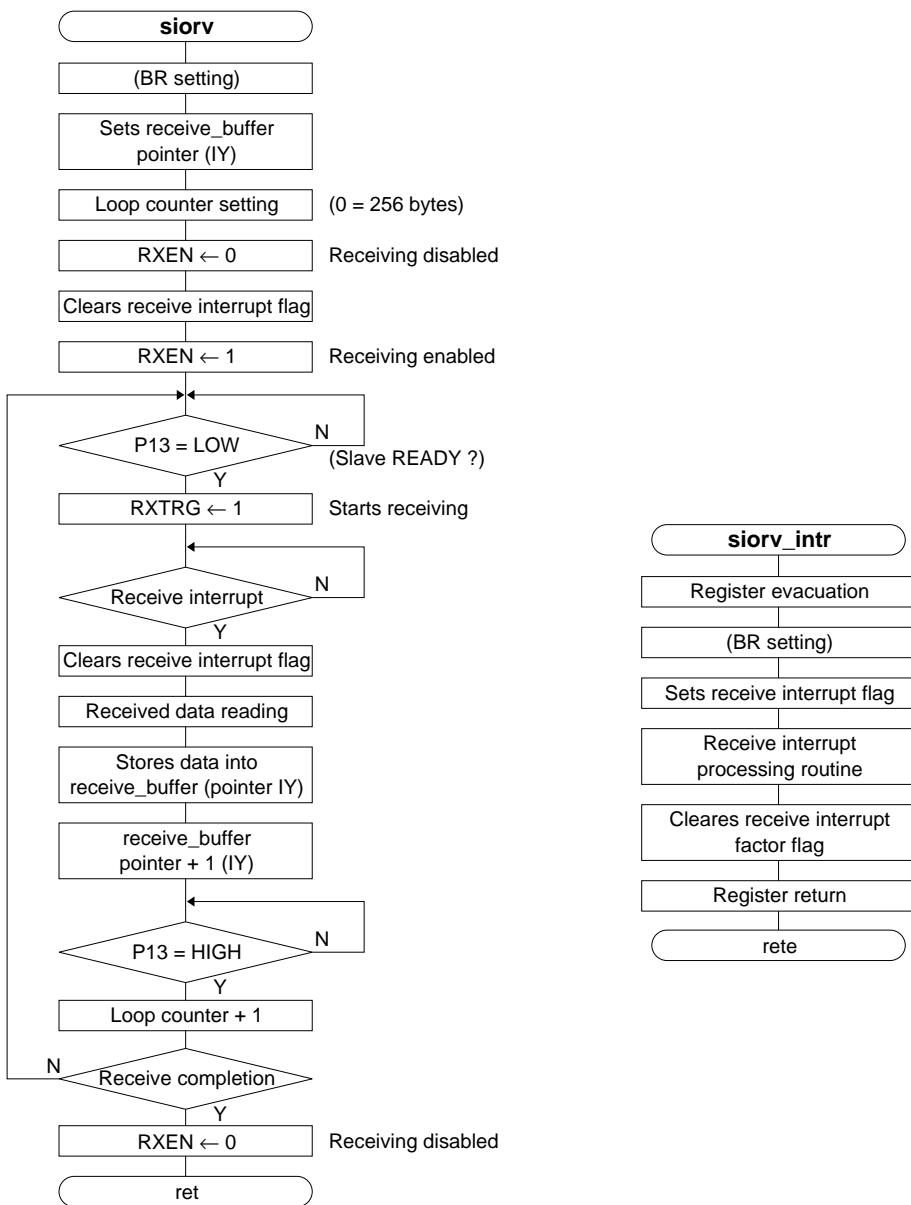 siorv
(BR setting)
Sets receive_buffer
pointer (IY)
Loop counter setting
(0 = 256 bytes)
RXEN ← 0
Receiving disabled
Clears receive interrupt flag
RXEN ← 1
Receiving enabled
P13 = LOW
N
(Slave READY ?)
Y
RXTRG ← 1
Starts receiving
Receive interrupt
N
Y
Clears receive interrupt flag
Received data reading
Stores data into
receive_buffer (pointer IY)
receive_buffer
pointer + 1 (IY)
P13 = HIGH
N
Y
Loop counter + 1
N
Receive completion
Y
RXEN ← 0
Receiving disabled
ret
siorv_intr
Register evacuation
(BR setting)
Sets receive interrupt flag
Receive interrupt
processing routine
Cleares receive interrupt
factor flag
Register return
rete